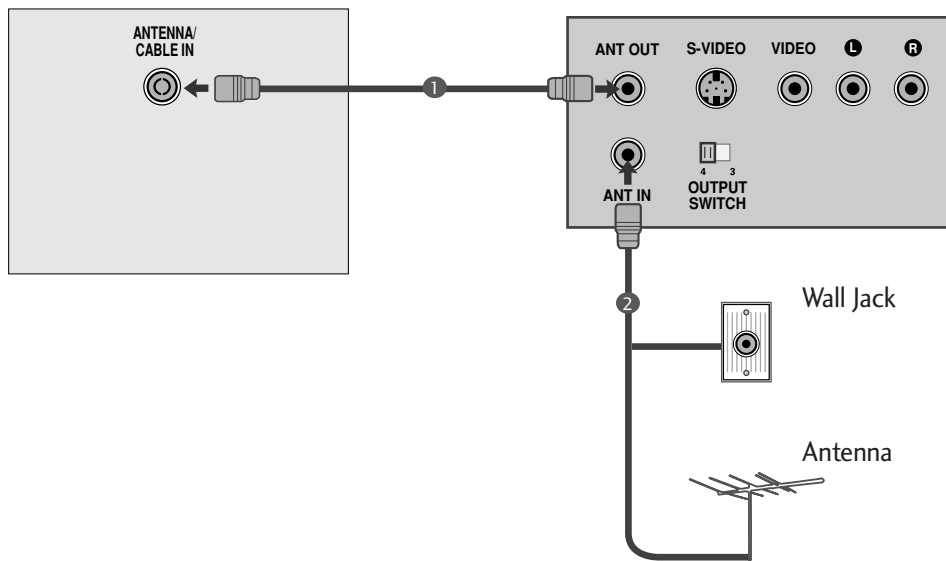 ANTENNA/
CABLE IN
1
ANT OUT
S-VIDEO
VIDEO
L
R
4 3
OUTPUT
SWITCH
ANT IN
2
Wall Jack
Antenna